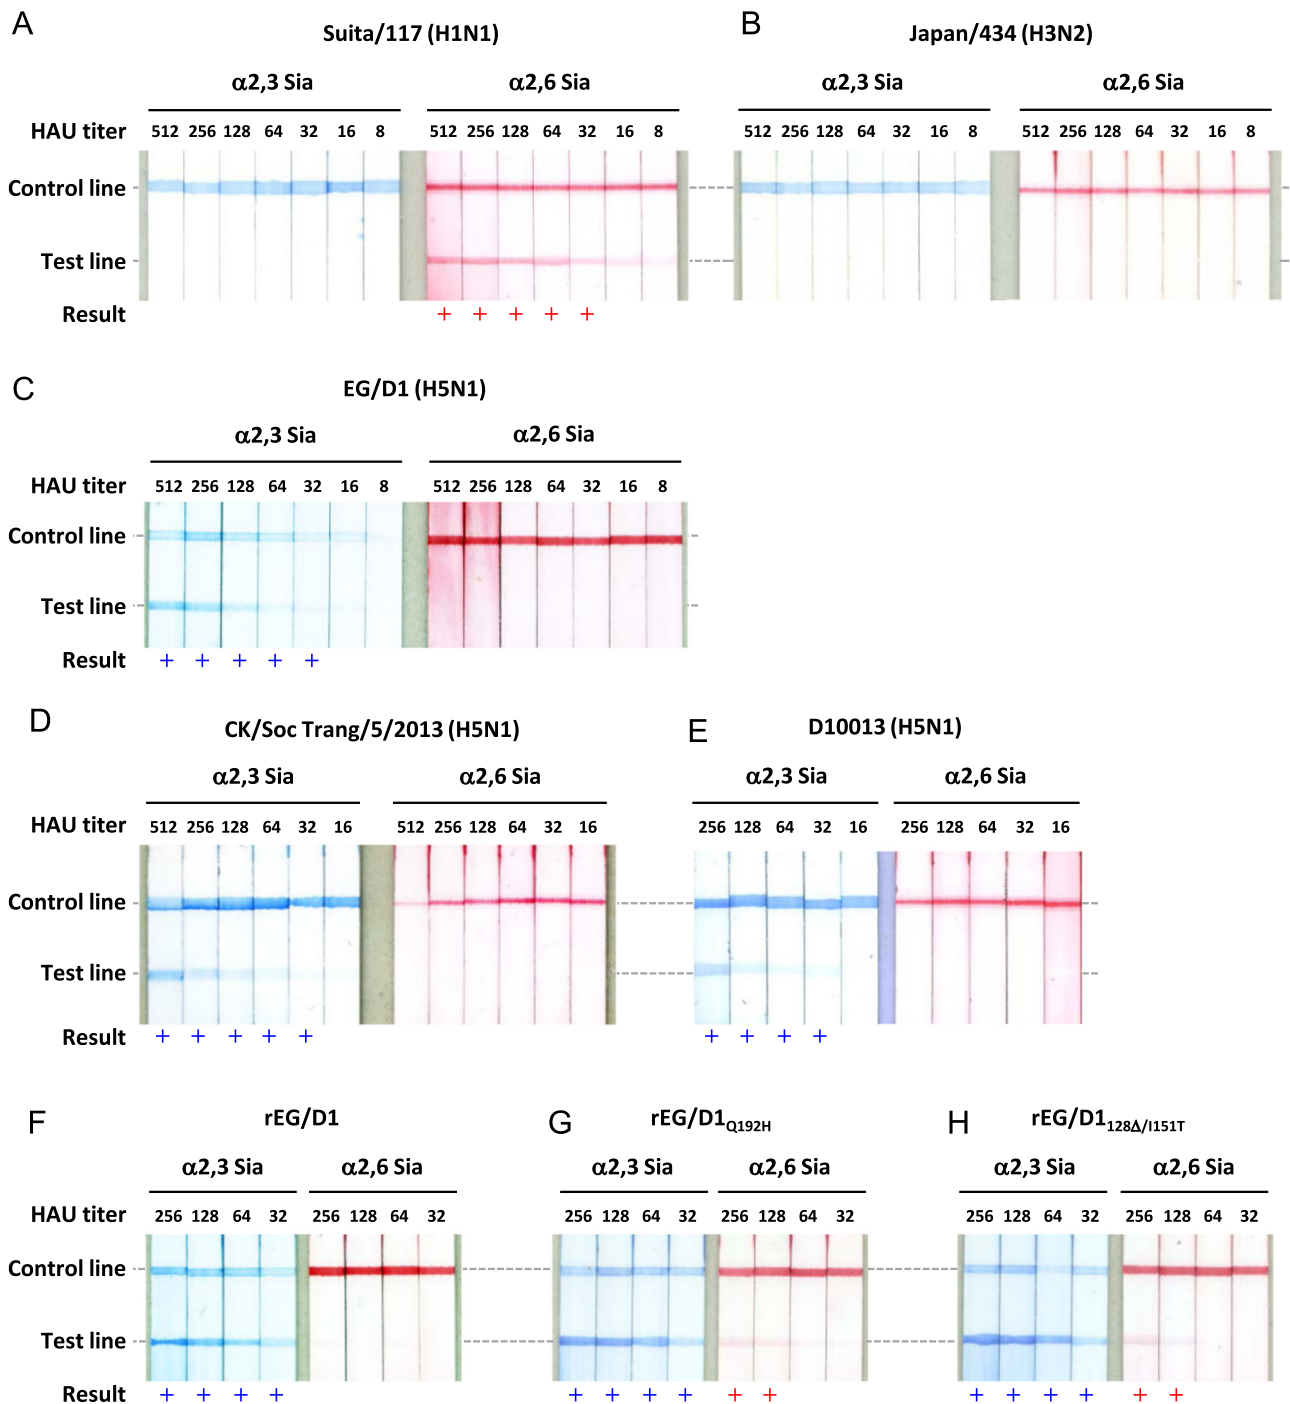 A
Suita/117 (H1N1)
α2,3 Sia
α2,6 Sia
HAU titer
512 256 128 64 32 16 8
512 256 128 64 32 16 8
Control line
Test line
Result
+ + + + +
B
Japan/434 (H3N2)
α2,3 Sia
α2,6 Sia
512 256 128 64 32 16 8
512 256 128 64 32 16 8
C
EG/D1 (H5N1)
α2,3 Sia
α2,6 Sia
HAU titer
512 256 128 64 32 16 8
512 256 128 64 32 16 8
Control line
Test line
Result
+ + + + +
D
CK/Soc Trang/5/2013 (H5N1)
α2,3 Sia
α2,6 Sia
HAU titer
512 256 128 64 32 16
512 256 128 64 32 16
Control line
Test line
Result
+ + + + +
E
D10013 (H5N1)
α2,3 Sia
α2,6 Sia
256 128 64 32 16
256 128 64 32 16
+ + + +
F
rEG/D1
α2,3 Sia
α2,6 Sia
HAU titer
256 128 64 32
256 128 64 32
Control line
Test line
Result
+ + + +
G
rEG/D1Q192H
α2,3 Sia
α2,6 Sia
256 128 64 32
256 128 64 32
+ + + +
+ +
H
rEG/D1128Δ/I151T
α2,3 Sia
α2,6 Sia
256 128 64 32
256 128 64 32
+ + + +
+ +